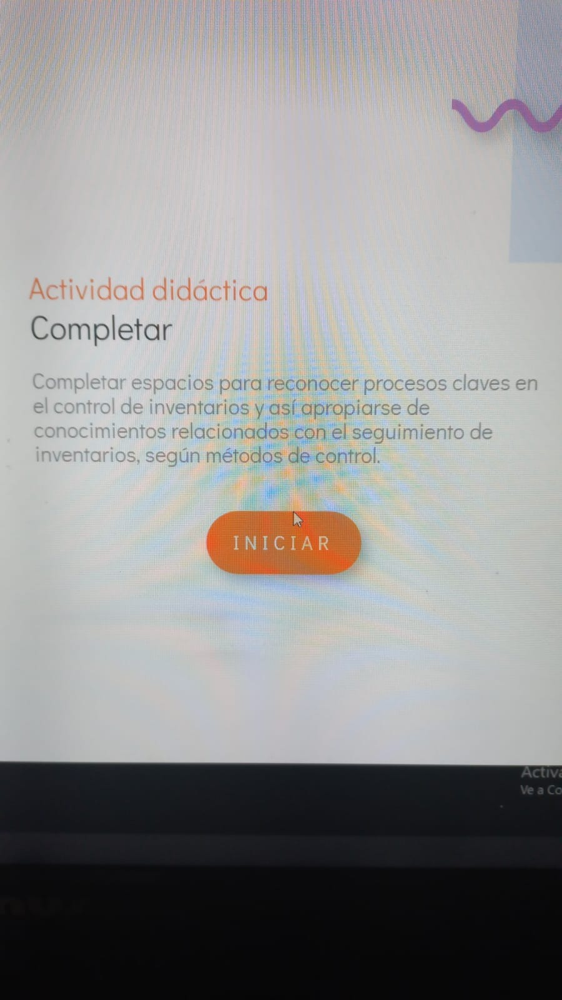 Actividad didáctica
Completar
Completar espacios para reconocer procesos claves en
el control de inventarios y así apropiarse de
conocimientos relacionados con el seguimiento de
inventarios, según métodos de control.
INICIAR
Activa
Ve a Co